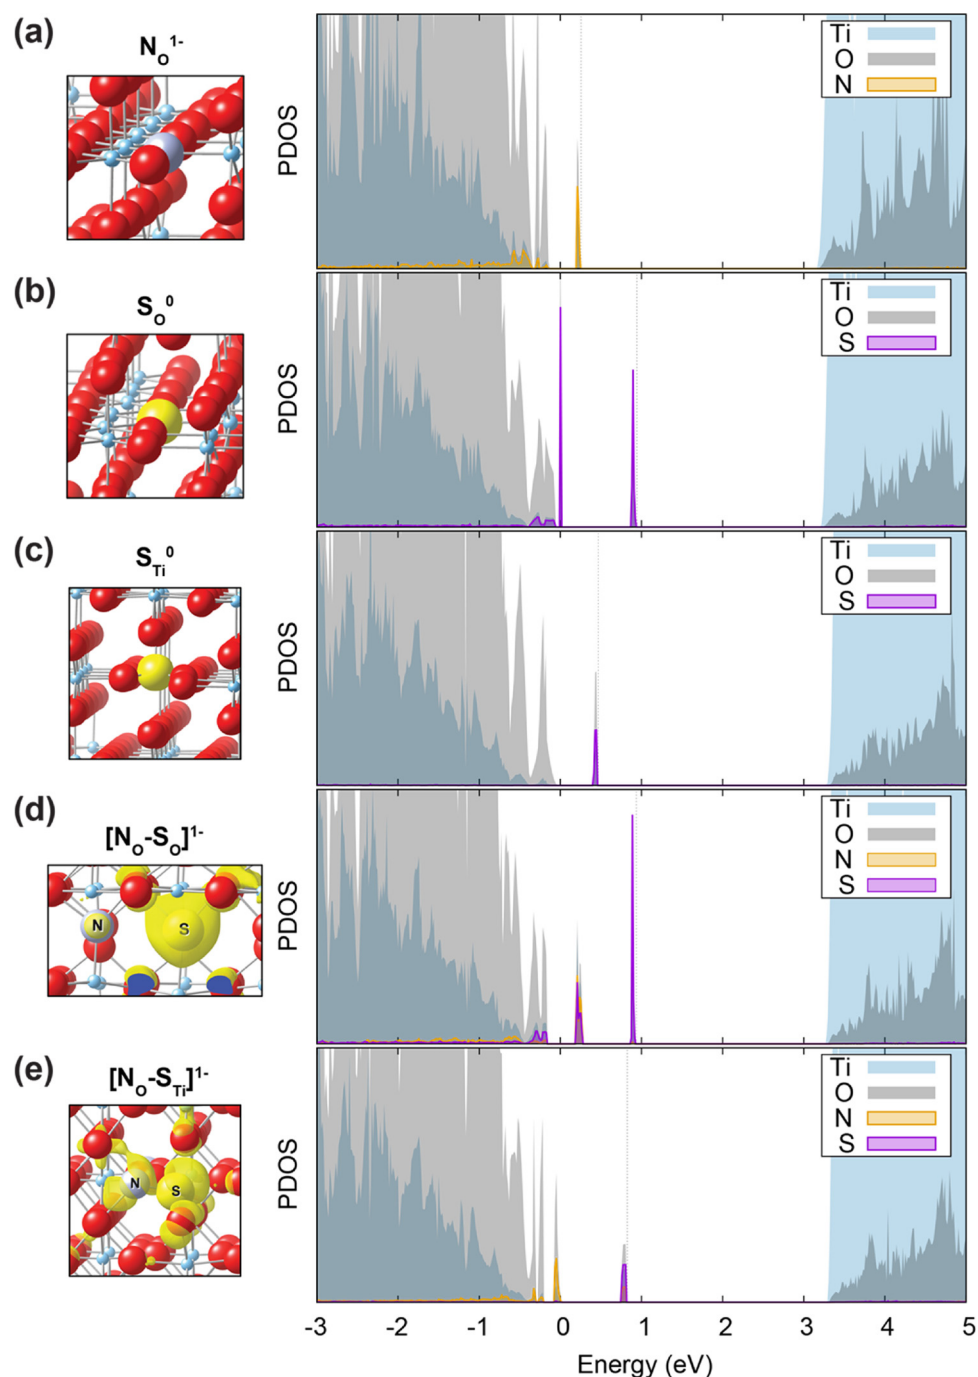 (a)
N_O^1-
PDOS
Ti
O
N
(b)
S_O^0
PDOS
Ti
O
S
(c)
S_Ti^0
PDOS
Ti
O
S
(d)
[N_O-S_O]^1-
N
S
PDOS
Ti
O
N
S
(e)
[N_O-S_Ti]^1-
N
S
PDOS
Ti
O
N
S
-3 -2 -1 0 1 2 3 4 5
Energy (eV)